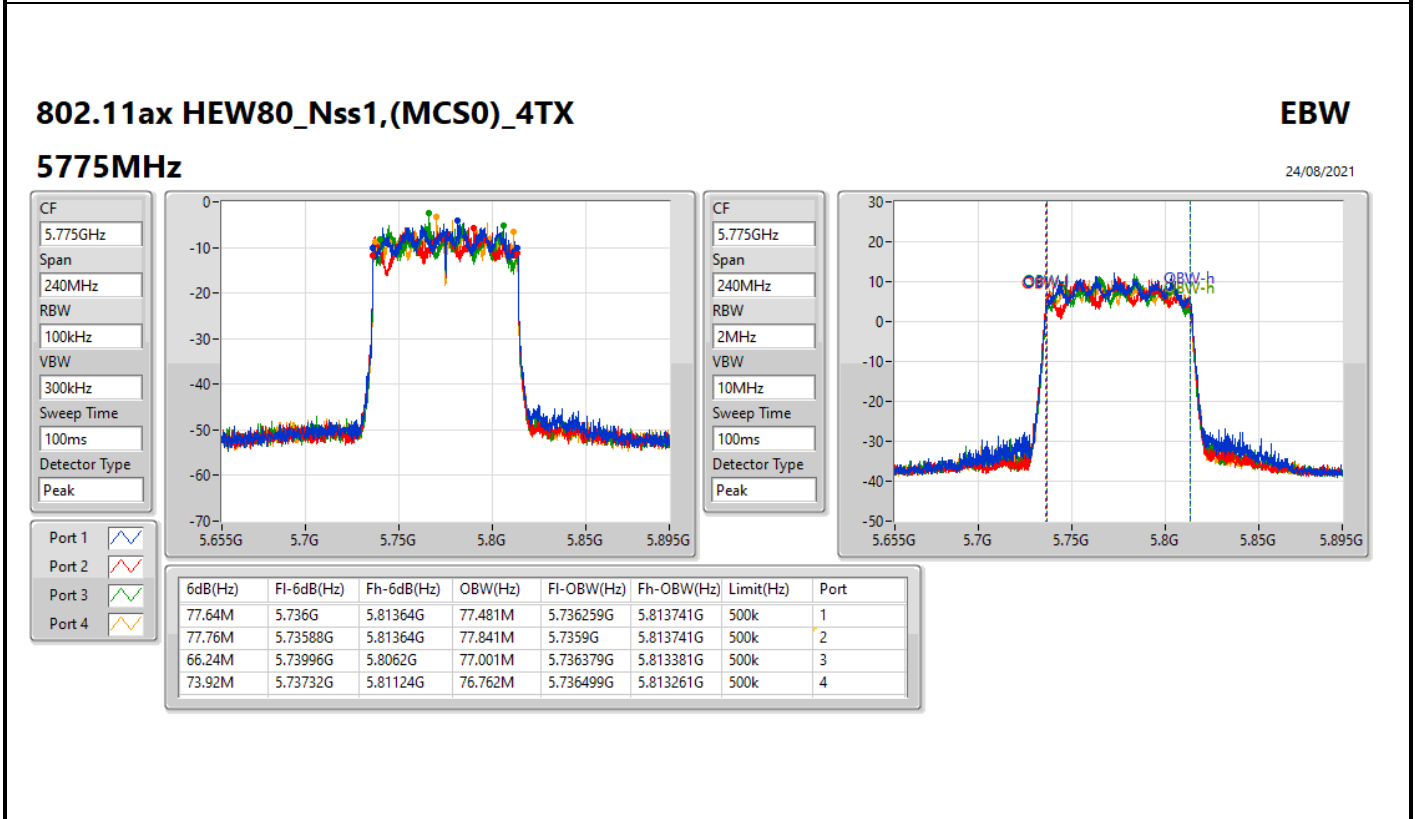 802.11ax HEW80_Nss1,(MCS0)_4TX
EBW
5775MHz
24/08/2021
CF
5.775GHz
Span
240MHz
RBW
100kHz
VBW
300kHz
Sweep Time
100ms
Detector Type
Peak
0
-10
-20
-30
-40
-50
-60
-70
5.655G 5.7G 5.75G 5.8G 5.85G 5.895G
CF
5.775GHz
Span
240MHz
RBW
2MHz
VBW
10MHz
Sweep Time
100ms
Detector Type
Peak
30
20
10
0
-10
-20
-30
-40
-50
OBW-l
OBW-h
OBW-h
5.655G 5.7G 5.75G 5.8G 5.85G 5.895G
Port 1
Port 2
Port 3
Port 4
6dB(Hz) Fl-6dB(Hz) Fh-6dB(Hz) OBW(Hz) Fl-OBW(Hz) Fh-OBW(Hz) Limit(Hz) Port
77.64M 5.736G 5.81364G 77.481M 5.736259G 5.813741G 500k 1
77.76M 5.73588G 5.81364G 77.841M 5.7359G 5.813741G 500k 2
66.24M 5.73996G 5.8062G 77.001M 5.736379G 5.813381G 500k 3
73.92M 5.73732G 5.81124G 76.762M 5.736499G 5.813261G 500k 4